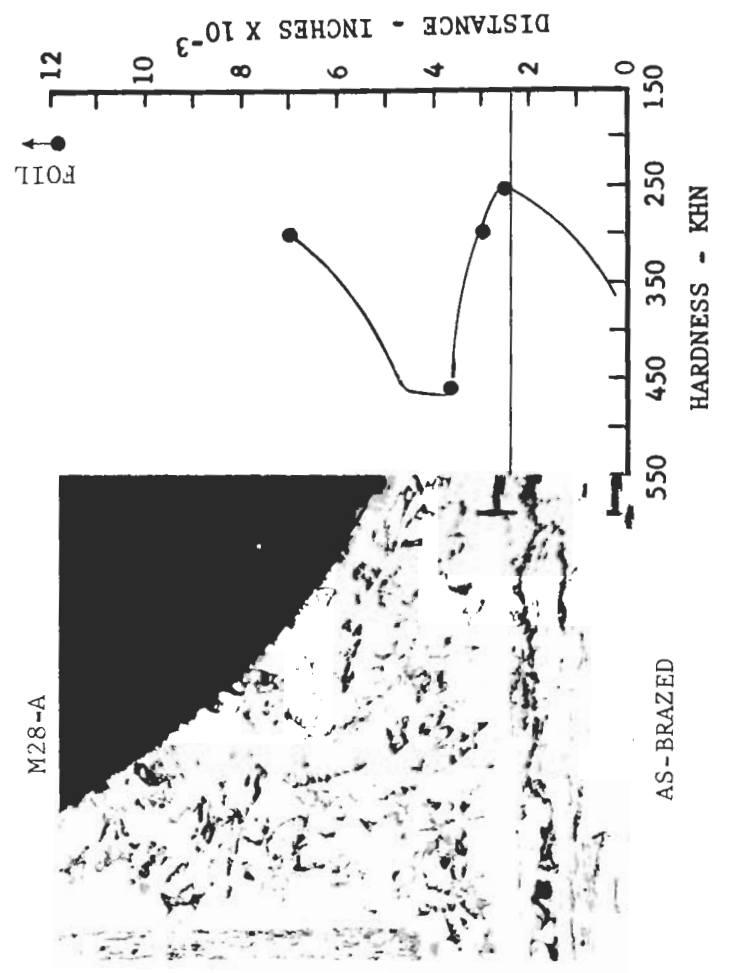 DISTANCE - INCHES X 10-3
12
10
8
6
4
2
0
FOIL
150
250
350
450
550
HARDNESS - KHN
M28-A
AS-BRAZED